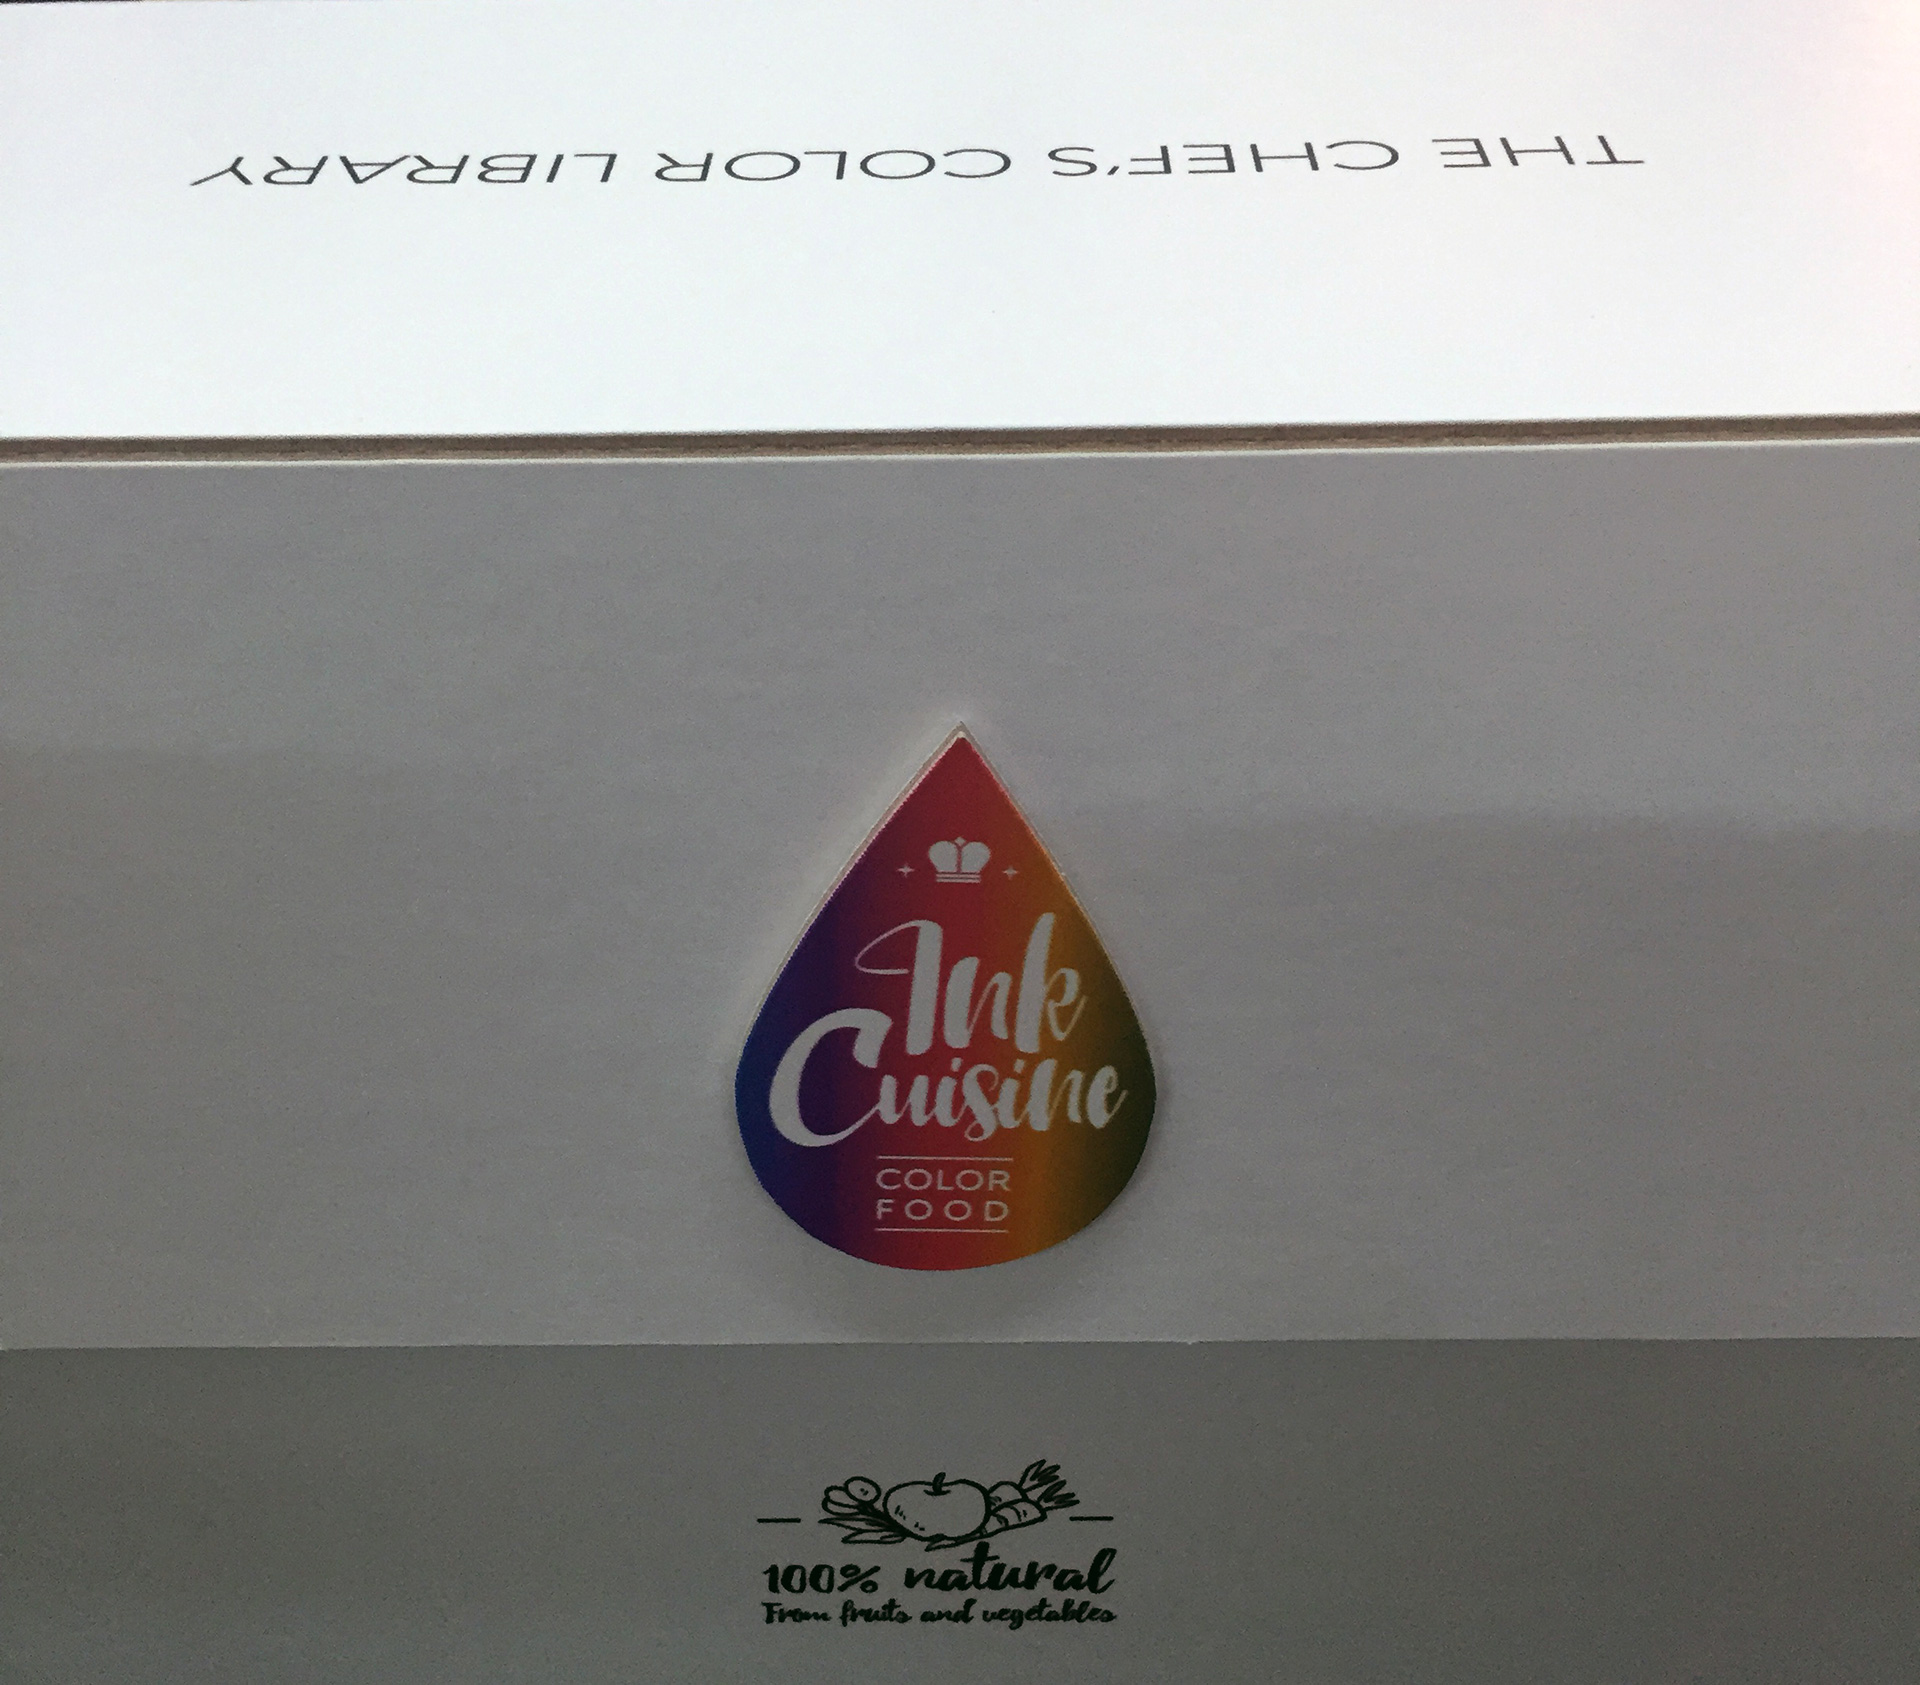 THE CHEF'S COLOR LIBRARY
Ink
Cuisine
COLOR
FOOD
100% natural
From fruits and vegetables